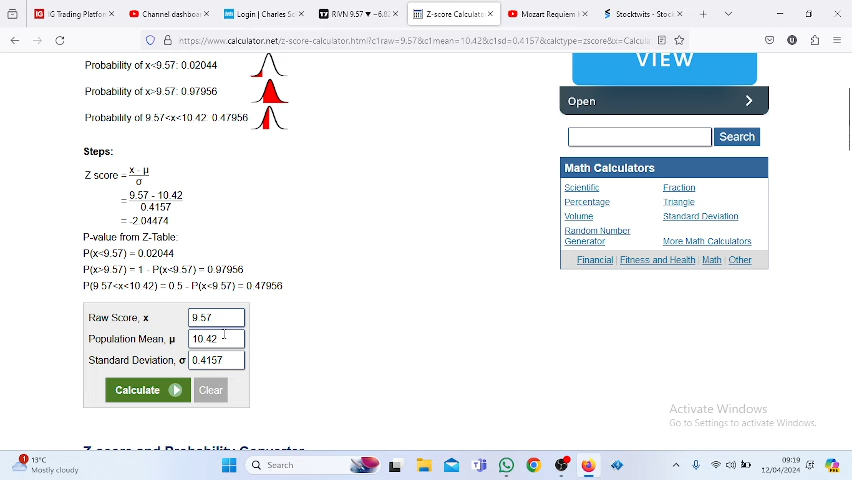 IG Trading Platform
Channel dashboar
Login | Charles Sc
RIVN 9.57 ▼ −6.82
Z-score Calculato
Mozart Requiem
Stocktwits - Stoc
https://www.calculator.net/z-score-calculator.html?c1raw=9.57&c1mean=10.42&c1sd=0.4157&calctype=zscore&x=Calcula
Probability of x<9.57: 0.02044
Probability of x>9.57: 0.97956
Probability of 9.57<x<10.42: 0.47956
Steps:
Z score = x - μ
σ
= 9.57 - 10.42
0.4157
= -2.04474
P-value from Z-Table:
P(x<9.57) = 0.02044
P(x>9.57) = 1 - P(x<9.57) = 0.97956
P(9.57<x<10.42) = 0.5 - P(x<9.57) = 0.47956
Raw Score, x 9.57
Population Mean, μ 10.42
Standard Deviation, σ 0.4157
Calculate Clear
Z-score and Probability Converter
VIEW
Open
Search
Math Calculators
Scientific Fraction
Percentage Triangle
Volume Standard Deviation
Random Number
Generator More Math Calculators
Financial | Fitness and Health | Math | Other
Activate Windows
Go to Settings to activate Windows.
1
13°C
Mostly cloudy
Search
09:19
12/04/2024